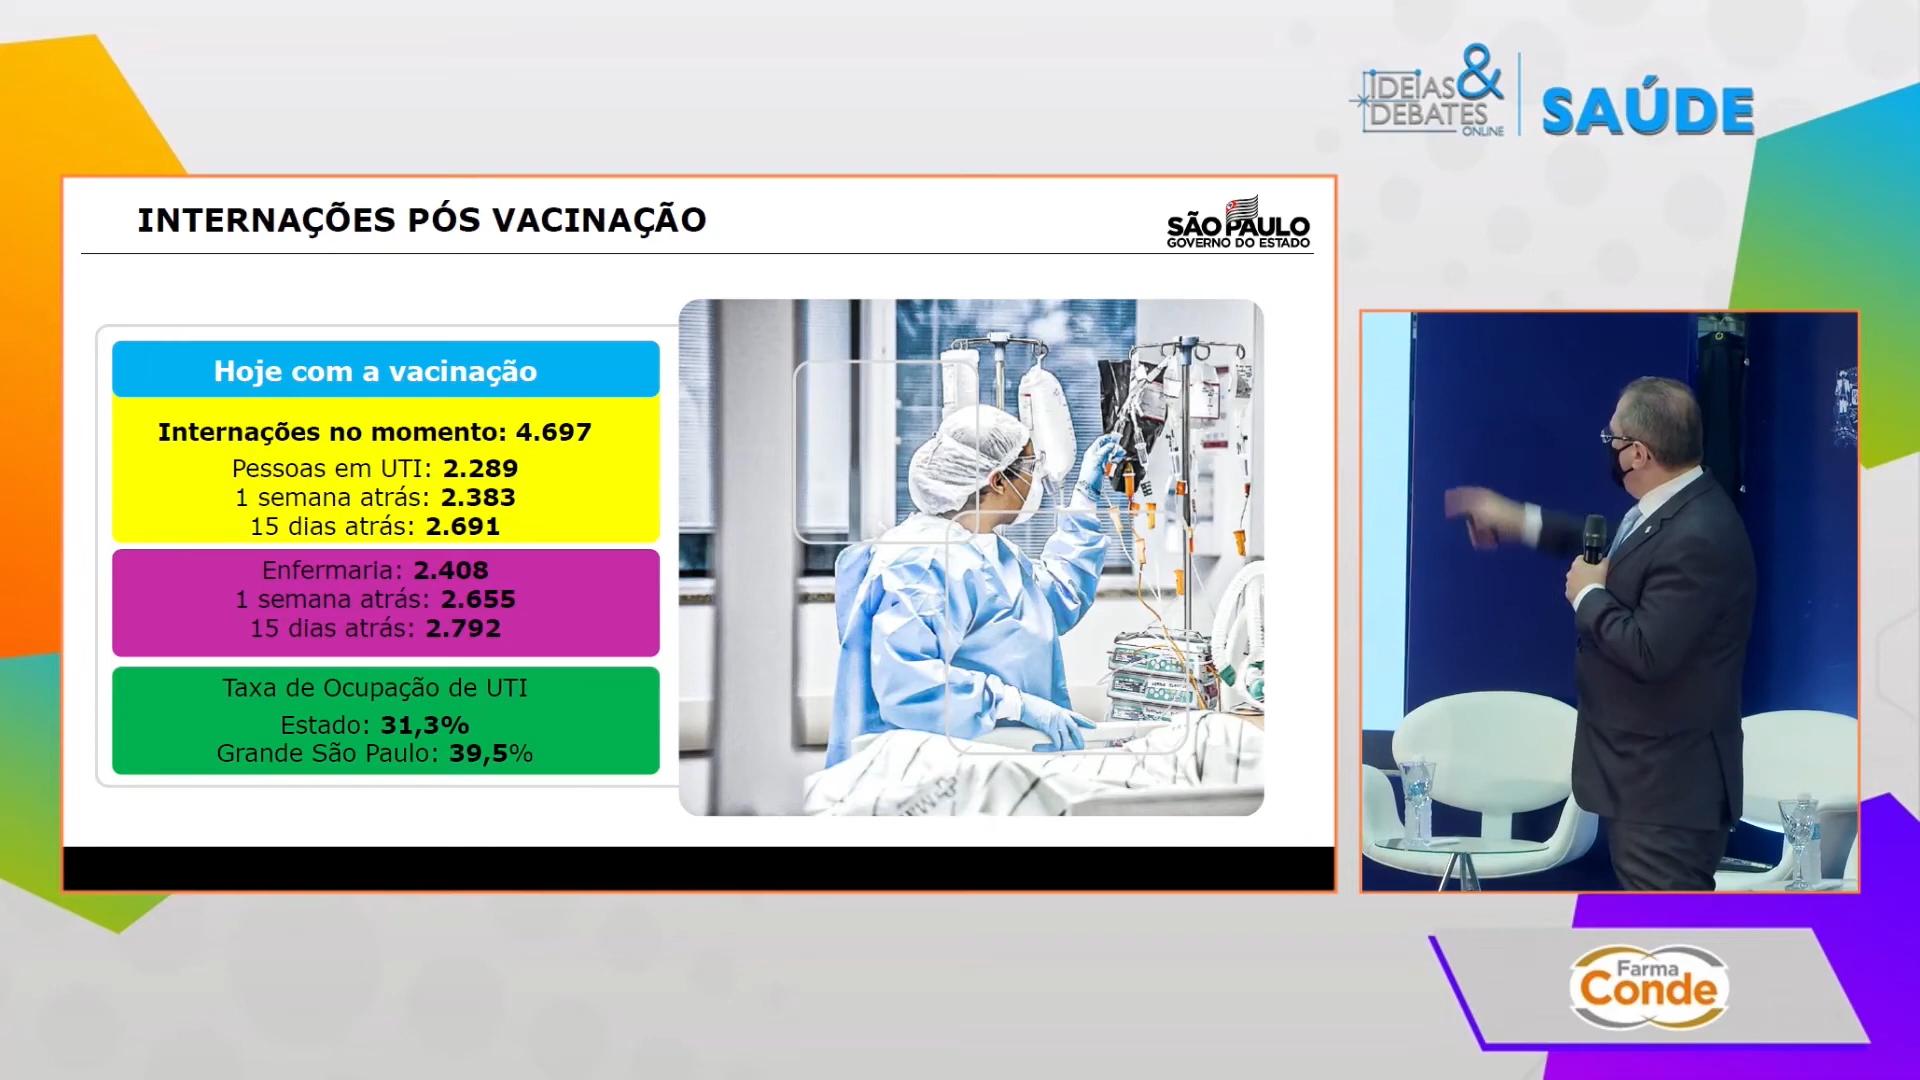 IDEIAS &
DEBATES
ONLINE
SAÚDE
INTERNAÇÕES PÓS VACINAÇÃO
SÃO PAULO
GOVERNO DO ESTADO
Hoje com a vacinação
Internações no momento: 4.697
Pessoas em UTI: 2.289
1 semana atrás: 2.383
15 dias atrás: 2.691
Enfermaria: 2.408
1 semana atrás: 2.655
15 dias atrás: 2.792
Taxa de Ocupação de UTI
Estado: 31,3%
Grande São Paulo: 39,5%
Farma
Conde